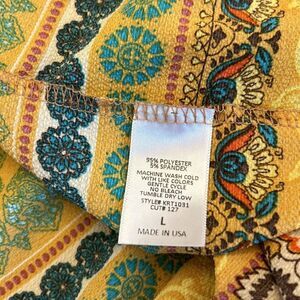 95% POLYESTER
5% SPANDEX
MACHINE WASH COLD
WITH LIKE COLORS
GENTLE CYCLE
NO BLEACH
TUMBLE DRY LOW
STYLE# KRT1031
CUT# 127
L
MADE IN USA